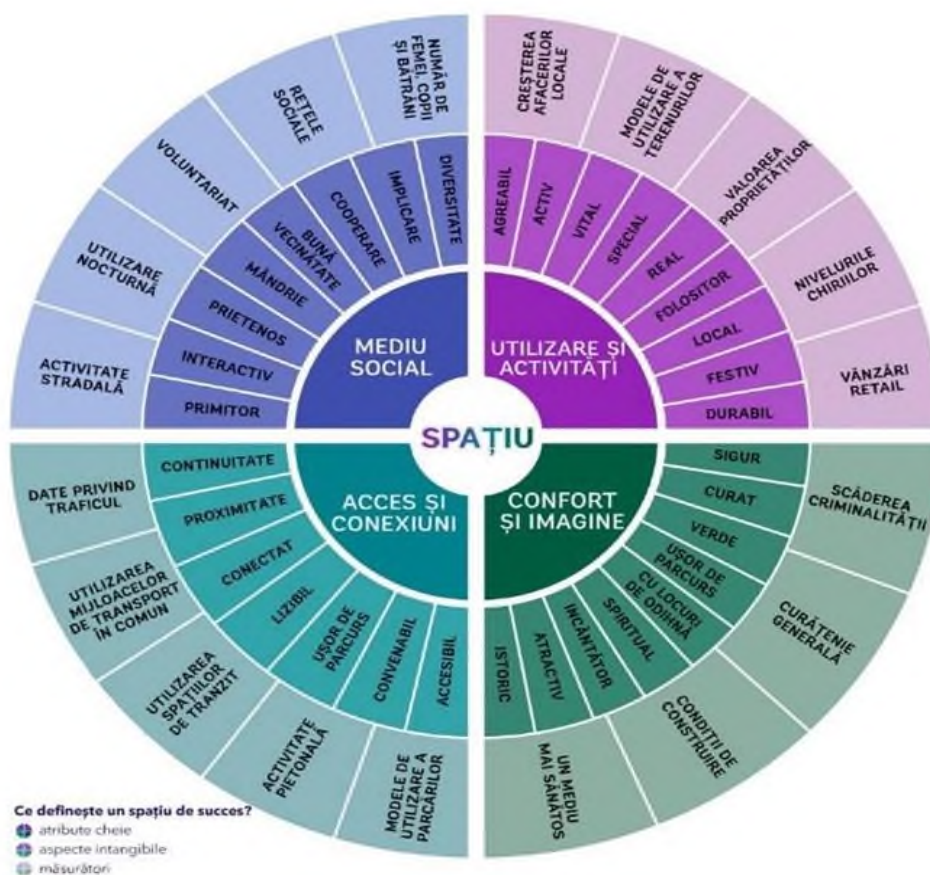 NUMĂR DE
FEMEI, COPII
ȘI BĂTRÂNI
REȚELE
SOCIALE
VOLUNTARIAT
UTILIZARE
NOCTURNĂ
ACTIVITATE
STRADALĂ
DIVERSITATE
IMPLICARE
COOPERARE
BUNĂ
VECINĂTATE
MÂNDRIE
PRIETENOS
INTERACTIV
PRIMITOR
MEDIU
SOCIAL
CREȘTEREA
AFACERILOR
LOCALE
MODELE DE
UTILIZARE A
TERENURILOR
VALOAREA
PROPRIETĂȚILOR
NIVELURILE
CHIRIILOR
VÂNZĂRI
RETAIL
AGREABIL
ACTIV
VITAL
SPECIAL
REAL
FOLOSITOR
LOCAL
FESTIV
DURABIL
UTILIZARE ȘI
ACTIVITĂȚI
SPAȚIU
ACCES ȘI
CONEXIUNI
CONTINUITATE
PROXIMITATE
CONECTAT
LIZIBIL
UȘOR DE
PARCURS
CONVENABIL
ACCESIBIL
DATE PRIVIND
TRAFICUL
UTILIZAREA
MIJLOACELOR
DE TRANSPORT
ÎN COMUN
UTILIZAREA
SPAȚIILOR
DE TRANZIT
ACTIVITATE
PIETONALĂ
MODELE DE
UTILIZARE A
PARCĂRILOR
CONFORT
ȘI IMAGINE
SIGUR
CURAT
VERDE
UȘOR DE
PARCURS
CU LOCURI
DE ODIHNĂ
SPIRITUAL
INCÂNTĂTOR
ATRACTIV
ISTORIC
SCĂDEREA
CRIMINALITĂȚII
CURĂȚENIE
GENERALĂ
CONDIȚII DE
CONSTRUIRE
UN MEDIU
MAI SĂNĂTOS
Ce definește un spațiu de succes?
atribute cheie
aspecte intangibile
măsurători